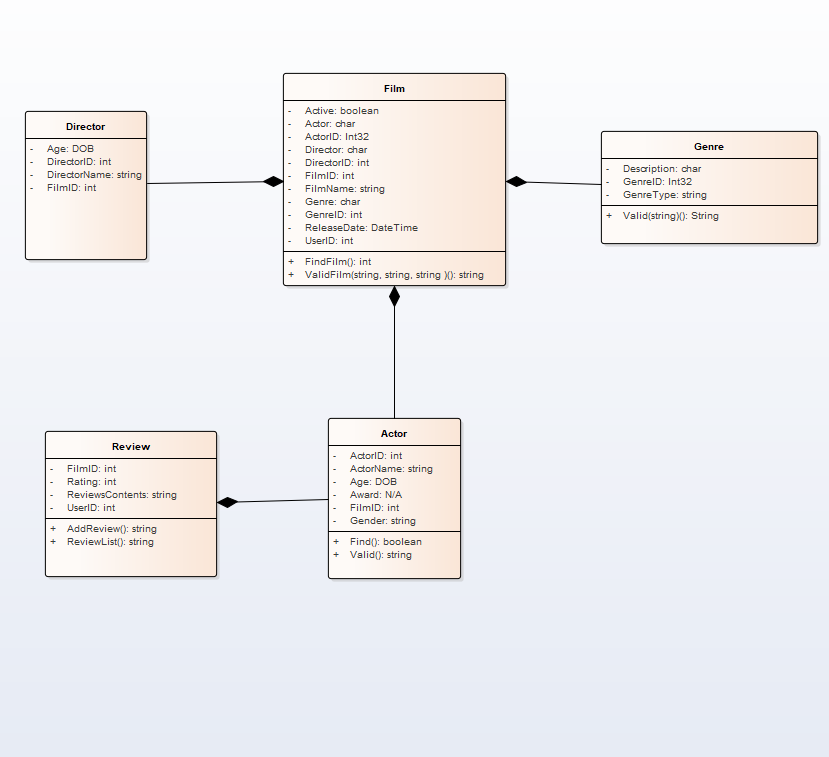 Film
- Active: boolean
- Actor: char
- ActorID: Int32
- Director: char
- DirectorID: int
- FilmID: int
- FilmName: string
- Genre: char
- GenreID: int
- ReleaseDate: DateTime
- UserID: int
+ FindFilm(): int
+ ValidFilm(string, string, string )(): string
Director
- Age: DOB
- DirectorID: int
- DirectorName: string
- FilmID: int
Genre
- Description: char
- GenreID: Int32
- GenreType: string
+ Valid(string)(): String
Actor
- ActorID: int
- ActorName: string
- Age: DOB
- Award: N/A
- FilmID: int
- Gender: string
+ Find(): boolean
+ Valid(): string
Review
- FilmID: int
- Rating: int
- ReviewsContents: string
- UserID: int
+ AddReview(): string
+ ReviewList(): string